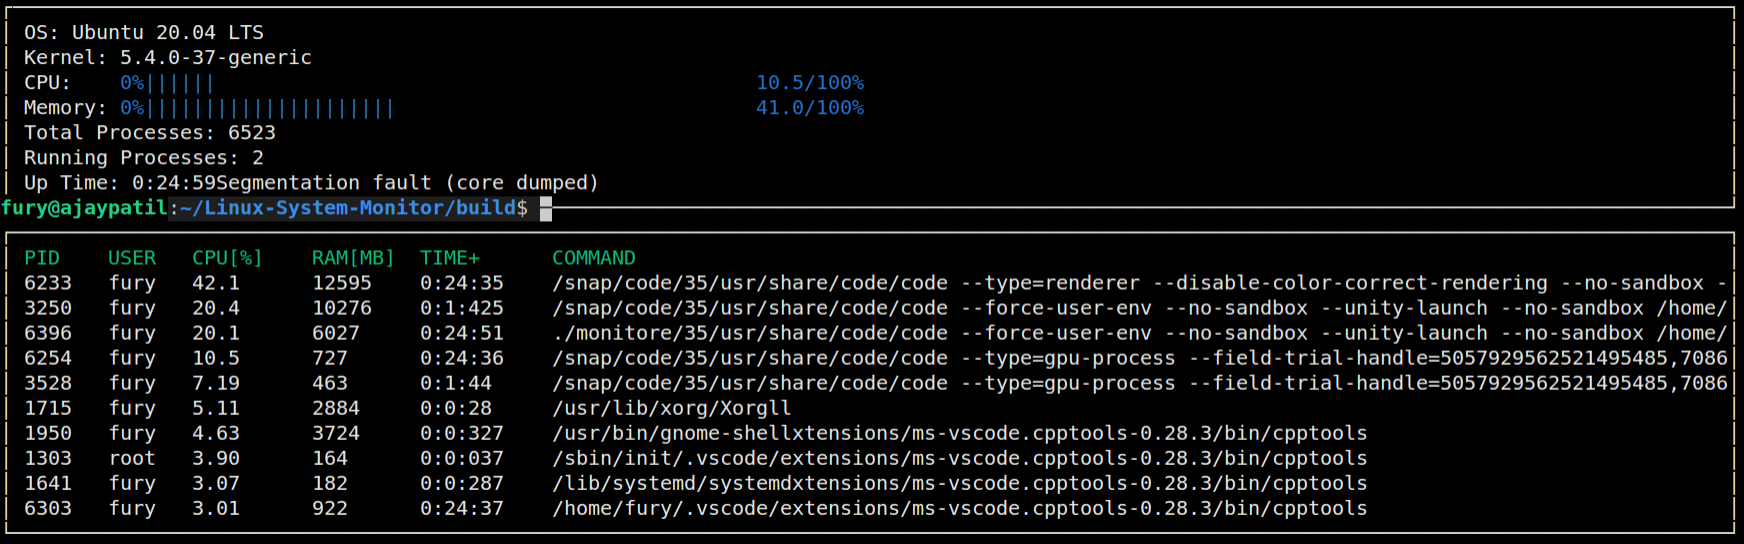 OS: Ubuntu 20.04 LTS
Kernel: 5.4.0-37-generic
CPU:    0%||||||                                             10.5/100%
Memory: 0%|||||||||||||||||||||                              41.0/100%
Total Processes: 6523
Running Processes: 2
Up Time: 0:24:59Segmentation fault (core dumped)
fury@ajaypatil:~/Linux-System-Monitor/build$
PID    USER   CPU[%]    RAM[MB]  TIME+      COMMAND
6233   fury   42.1      12595    0:24:35    /snap/code/35/usr/share/code/code --type=renderer --disable-color-correct-rendering --no-sandbox -
3250   fury   20.4      10276    0:1:425    /snap/code/35/usr/share/code/code --force-user-env --no-sandbox --unity-launch --no-sandbox /home/
6396   fury   20.1      6027     0:24:51    ./monitore/35/usr/share/code/code --force-user-env --no-sandbox --unity-launch --no-sandbox /home/
6254   fury   10.5      727      0:24:36    /snap/code/35/usr/share/code/code --type=gpu-process --field-trial-handle=5057929562521495485,7086
3528   fury   7.19      463      0:1:44     /snap/code/35/usr/share/code/code --type=gpu-process --field-trial-handle=5057929562521495485,7086
1715   fury   5.11      2884     0:0:28     /usr/lib/xorg/Xorgll
1950   fury   4.63      3724     0:0:327    /usr/bin/gnome-shellxtensions/ms-vscode.cpptools-0.28.3/bin/cpptools
1303   root   3.90      164      0:0:037    /sbin/init/.vscode/extensions/ms-vscode.cpptools-0.28.3/bin/cpptools
1641   fury   3.07      182      0:0:287    /lib/systemd/systemdxtensions/ms-vscode.cpptools-0.28.3/bin/cpptools
6303   fury   3.01      922      0:24:37    /home/fury/.vscode/extensions/ms-vscode.cpptools-0.28.3/bin/cpptools